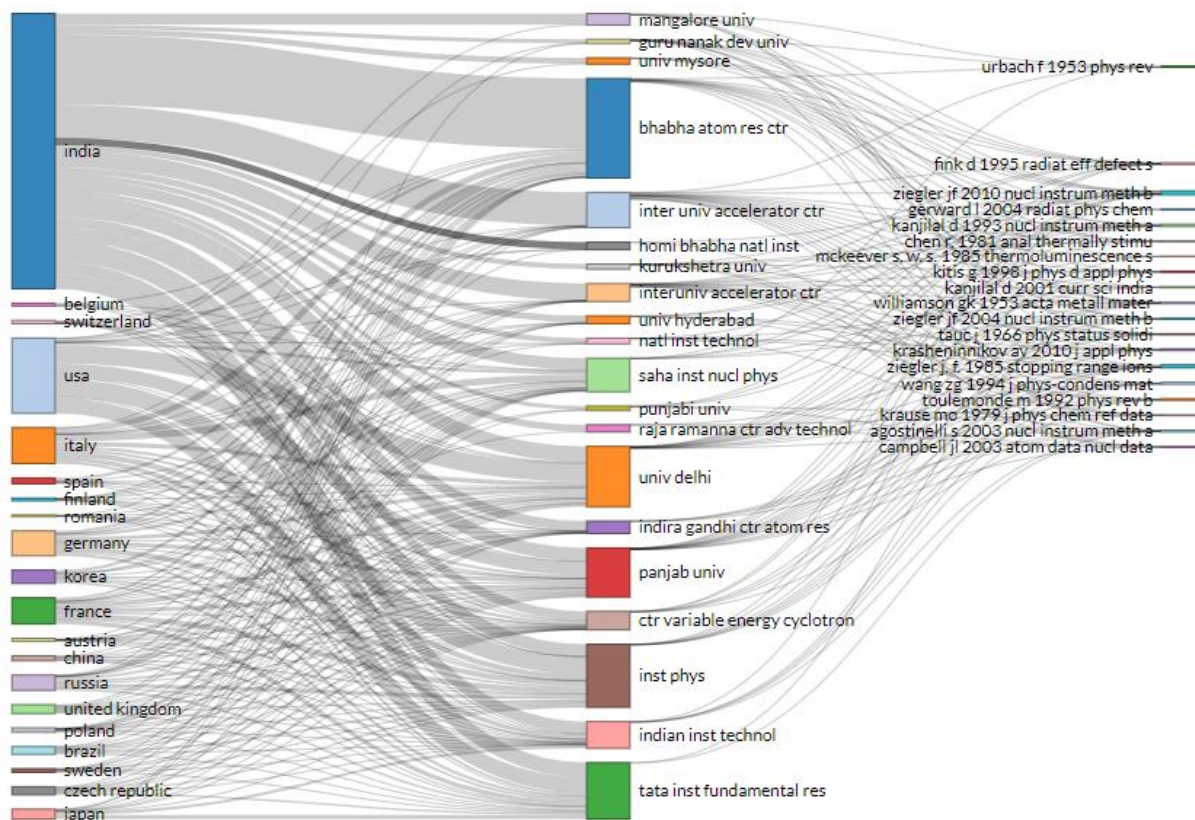 india
belgium
switzerland
usa
italy
spain
finland
romania
germany
korea
france
austria
china
russia
united kingdom
poland
brazil
sweden
czech republic
japan
mangalore univ
guru nanak dev univ
univ mysore
bhabha atom res ctr
inter univ accelerator ctr
homi bhabha natl inst
kurukshetra univ
interuniv accelerator ctr
univ hyderabad
natl inst technol
saha inst nucl phys
punjabi univ
raja ramanna ctr adv technol
univ delhi
indira gandhi ctr atom res
panjab univ
ctr variable energy cyclotron
inst phys
indian inst technol
tata inst fundamental res
urbach f 1953 phys rev
fink d 1995 radiat eff defect s
ziegler jf 2010 nucl instrum meth b
gerward l 2004 radiat phys chem
kanjilal d 1993 nucl instrum meth a
chen r, 1981 anal thermally stimu
mckeever s. w. s. 1985 thermoluminescence s
kitis g 1998 j phys d appl phys
kanjilal d 2001 curr sci india
williamson gk 1953 acta metall mater
ziegler jf 2004 nucl instrum meth b
tauc j 1966 phys status solidi
krasheninnikov av 2010 j appl phys
ziegler j. f. 1985 stopping range ions
wang zg 1994 j phys-condens mat
toulemonde m 1992 phys rev b
krause mo 1979 j phys chem ref data
agostinelli s 2003 nucl instrum meth a
campbell jl 2003 atom data nucl data